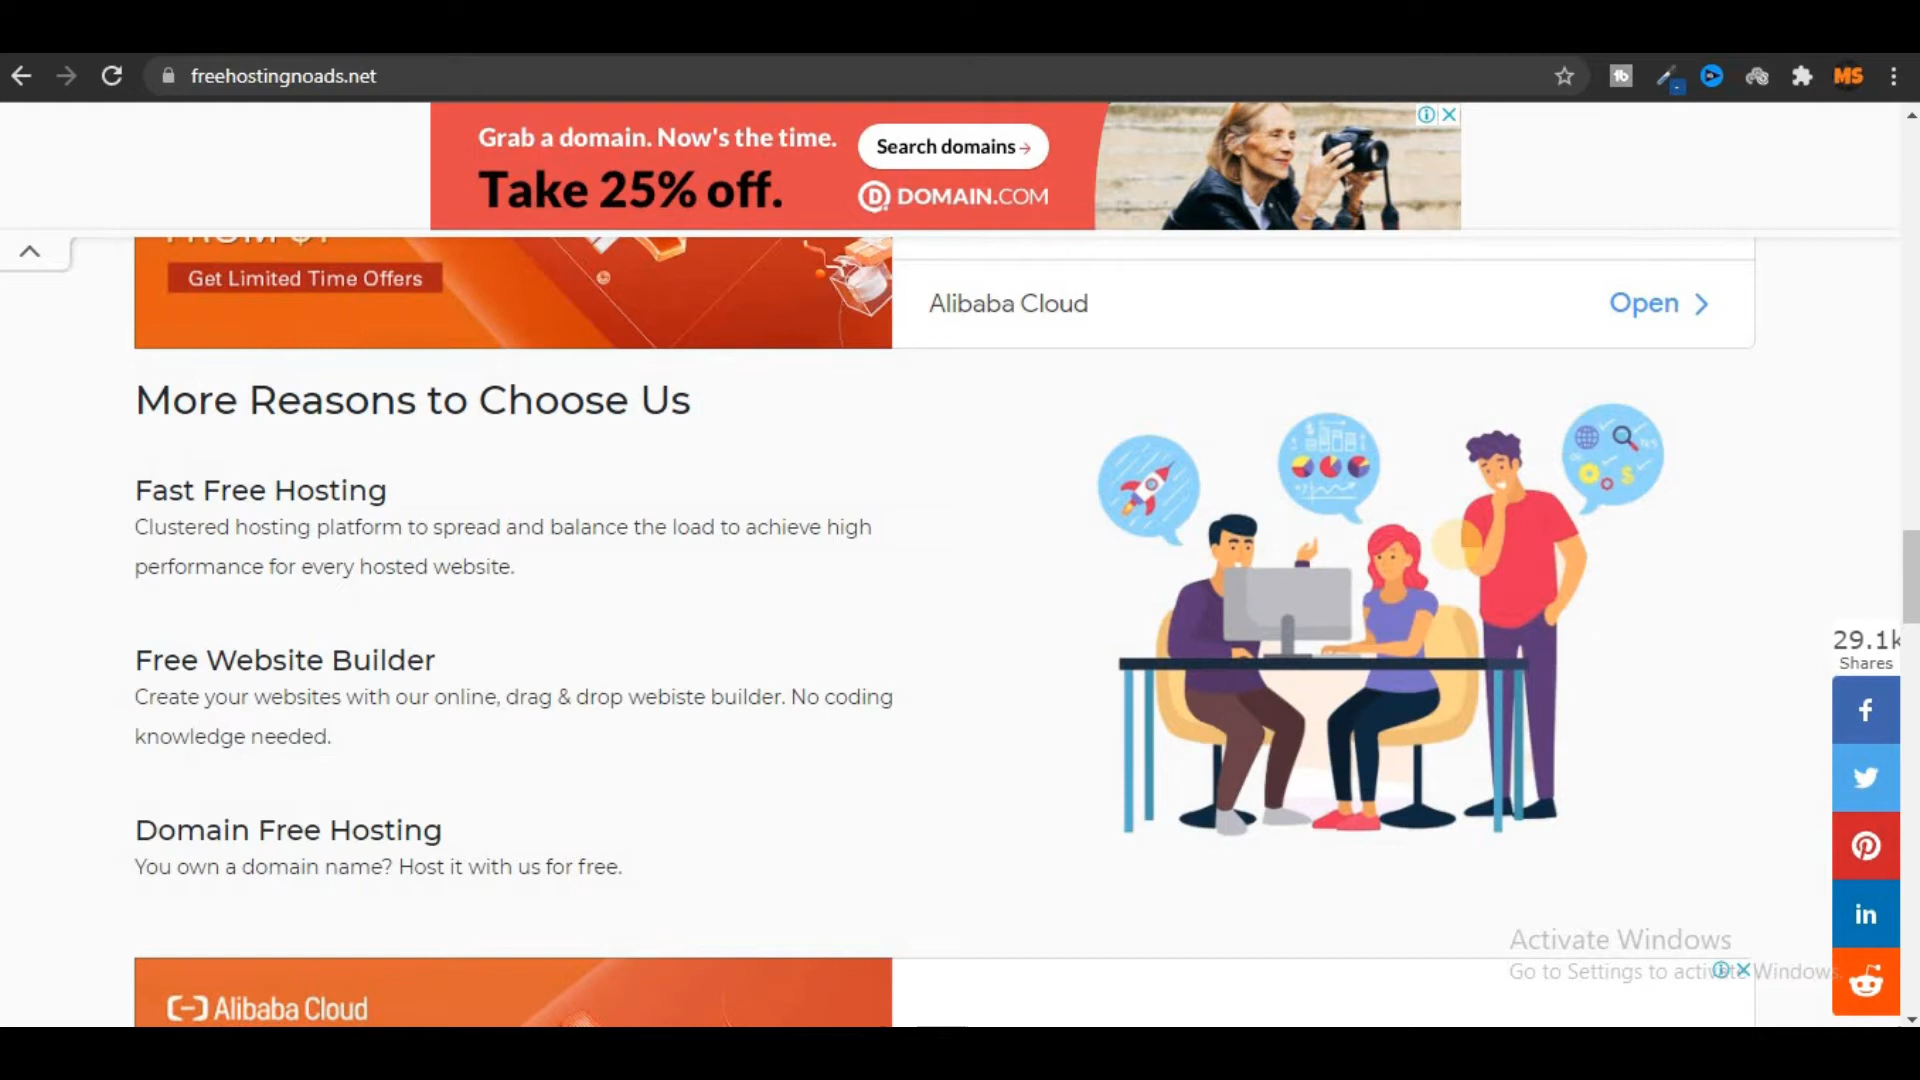 freehostingnoads.net
MS
Grab a domain. Now's the time.
Take 25% off.
Search domains →
DOMAIN.COM
Get Limited Time Offers
Alibaba Cloud
Open
More Reasons to Choose Us
Fast Free Hosting
Clustered hosting platform to spread and balance the load to achieve high
performance for every hosted website.
Free Website Builder
Create your websites with our online, drag & drop webiste builder. No coding
knowledge needed.
Domain Free Hosting
You own a domain name? Host it with us for free.
29.1k
Shares
Activate Windows
Go to Settings to activate Windows.
Alibaba Cloud